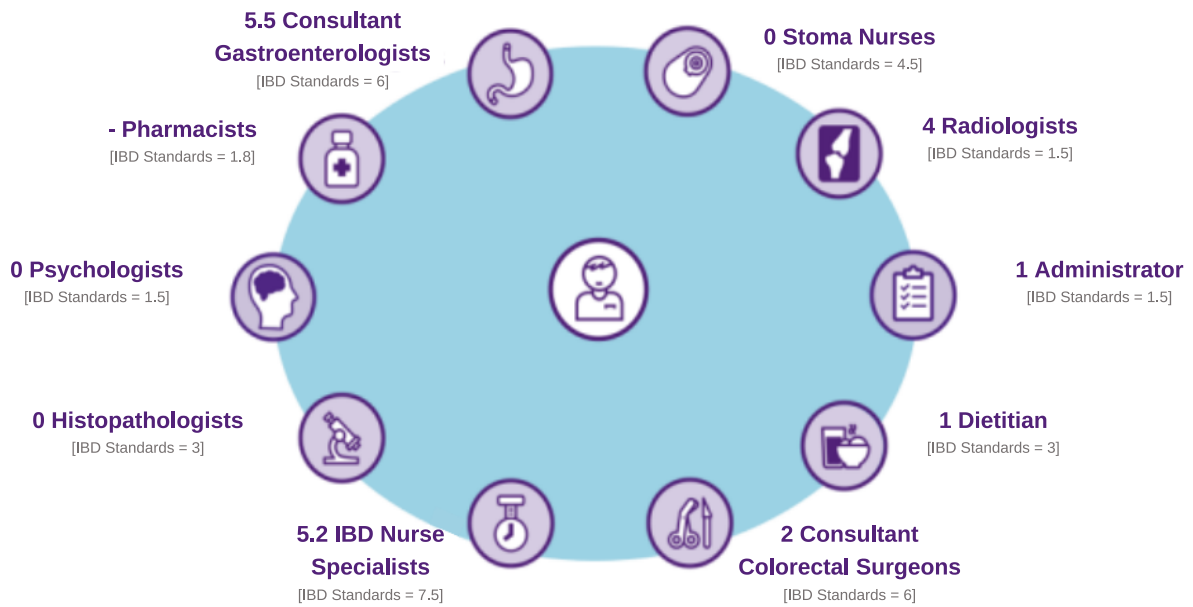 5.5 Consultant
Gastroenterologists
[IBD Standards = 6]
0 Stoma Nurses
[IBD Standards = 4.5]
- Pharmacists
[IBD Standards = 1.8]
4 Radiologists
[IBD Standards = 1.5]
0 Psychologists
[IBD Standards = 1.5]
1 Administrator
[IBD Standards = 1.5]
0 Histopathologists
[IBD Standards = 3]
1 Dietitian
[IBD Standards = 3]
5.2 IBD Nurse
Specialists
[IBD Standards = 7.5]
2 Consultant
Colorectal Surgeons
[IBD Standards = 6]